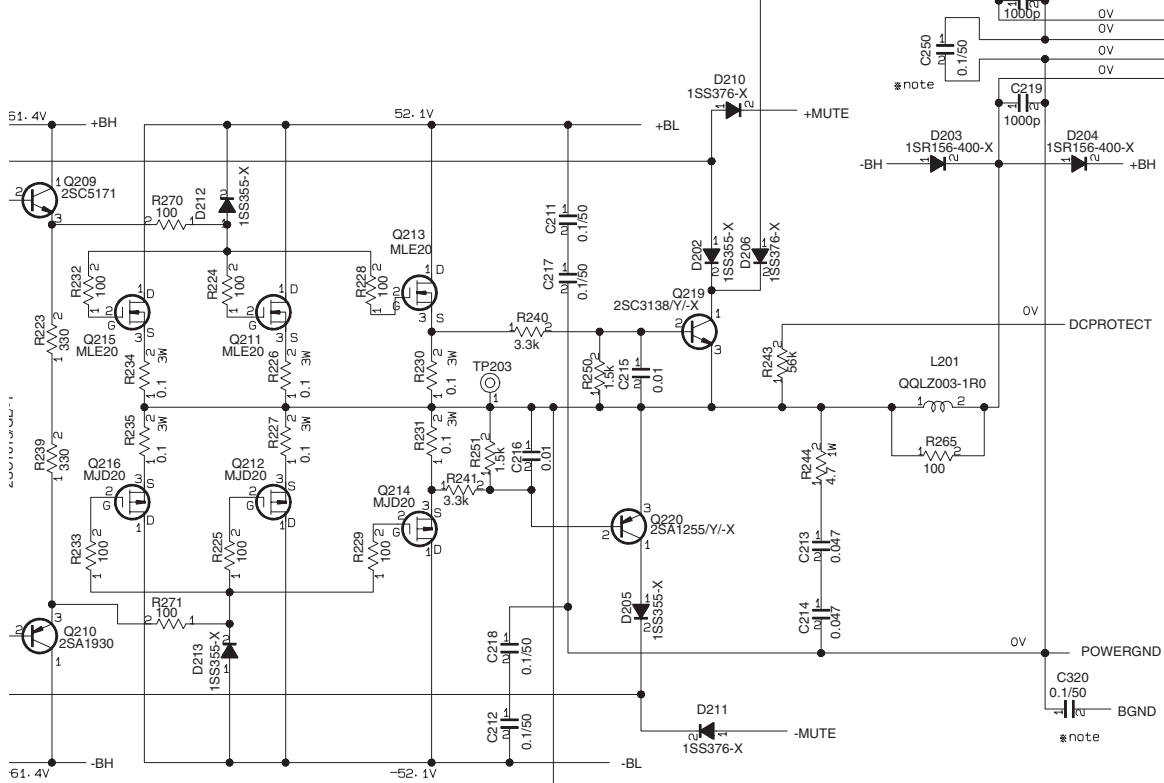 1000p
0V
0V
0V
0V
C250
0.1/50
※note
C219
1000p
D210
1SS376-X
+MUTE
61.4V
+BH
52.1V
+BL
D203
1SR156-400-X
D204
1SR156-400-X
-BH
+BH
Q209
2SC5171
R270
100
D212
1SS355-X
Q213
MLE20
C211
0.1/50
C217
0.1/50
D202
1SS355-X
D206
1SS376-X
R232
100
R224
100
R228
100
Q219
2SC3138/Y/-X
0V
DCPROTECT
R223
330
Q215
MLE20
Q211
MLE20
R240
3.3k
TP203
R250
1.5k
C215
0.01
R243
56k
L201
QQLZ003-1R0
R234
0.1 3W
R226
0.1 3W
R230
0.1 3W
R235
0.1 3W
R227
0.1 3W
R231
0.1 3W
R239
330
Q216
MJD20
Q212
MJD20
Q214
MJD20
R241
3.3k
R251
1.5k
C216
0.01
R244
4.7 1W
R265
100
Q220
2SA1255/Y/-X
R233
100
R225
100
R229
100
C213
0.047
C214
0.047
D205
1SS355-X
R271
100
Q210
2SA1930
D213
1SS355-X
C218
0.1/50
C212
0.1/50
0V
POWERGND
C320
0.1/50
BGND
※note
D211
1SS376-X
-MUTE
-61.4V
-BH
-52.1V
-BL